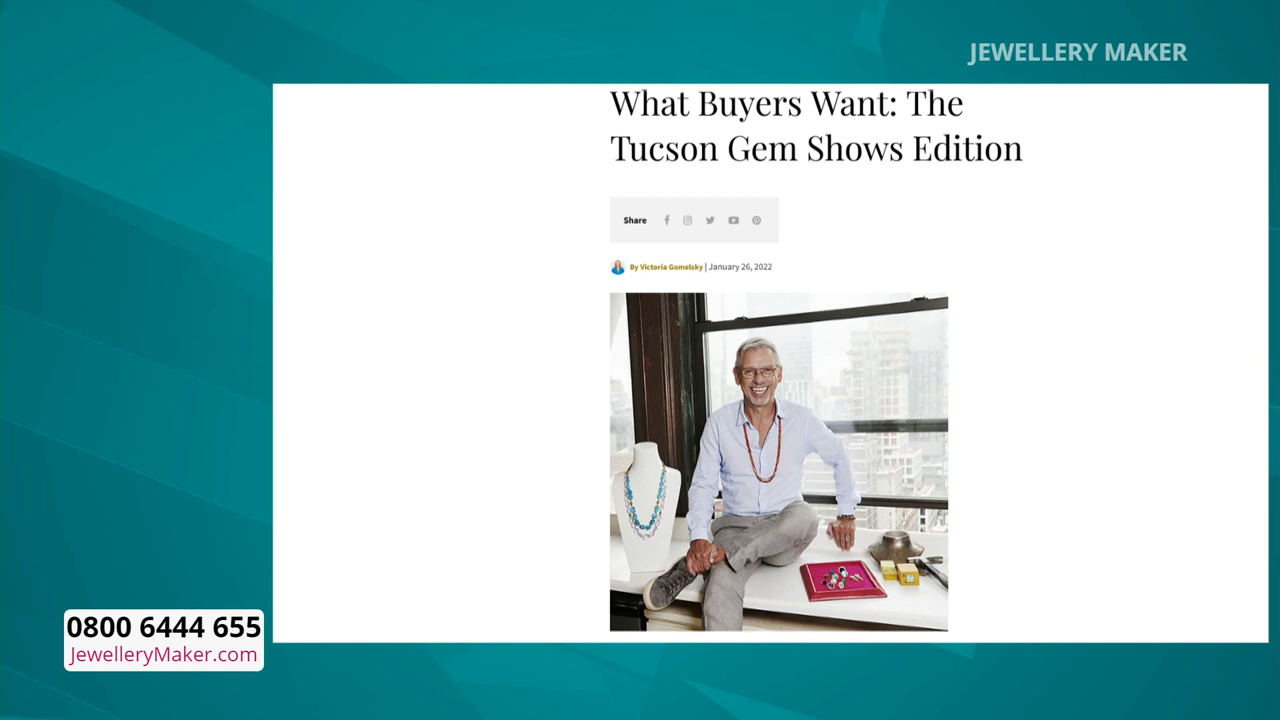 JEWELLERY MAKER
What Buyers Want: The
Tucson Gem Shows Edition
Share
By Victoria Gomelsky | January 26, 2022
0800 6444 655
JewelleryMaker.com